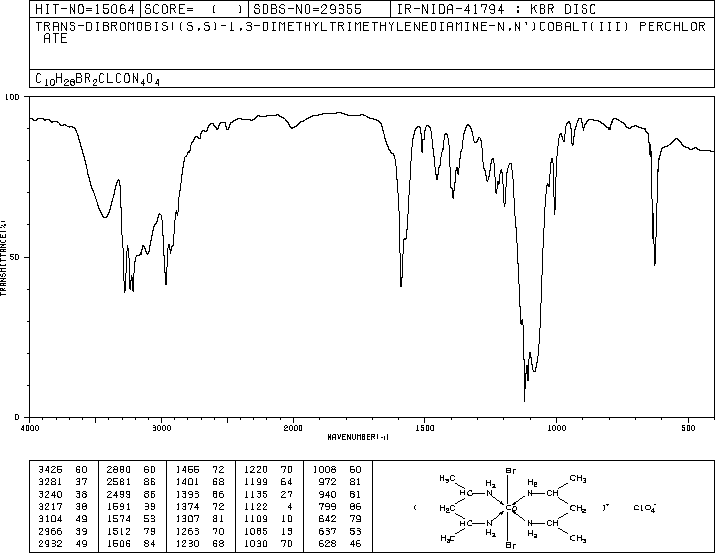 HIT-NO=15064 SCORE= ( ) SDBS-NO=29355 IR-NIDA-41794 : KBR DISC
TRANS-DIBROMOBIS((S,S)-1,3-DIMETHYLTRIMETHYLENEDIAMINE-N,N')COBALT(III) PERCHLOR
ATE
C10H28BR2CLCON4O4
100
50
0
TRANSMITTANCE(%)
4000 3000 2000 1500 1000 500
WAVENUMBER(-1)
3426 60 2880 60 1455 72 1220 70 1008 60
3281 37 2581 86 1401 68 1199 64 972 81
3240 38 2499 86 1393 66 1135 27 940 81
3217 38 1591 39 1374 72 1122 4 799 86
3104 49 1574 53 1307 81 1109 10 642 79
2966 39 1512 79 1263 70 1085 13 637 53
2932 49 1506 84 1230 68 1030 70 628 46
Br
H3C H2 H2 CH3
HC N N CH
H2C Co CH2
HC N N CH
H3C H2 H2 CH3
Br
( )+ ClO4-